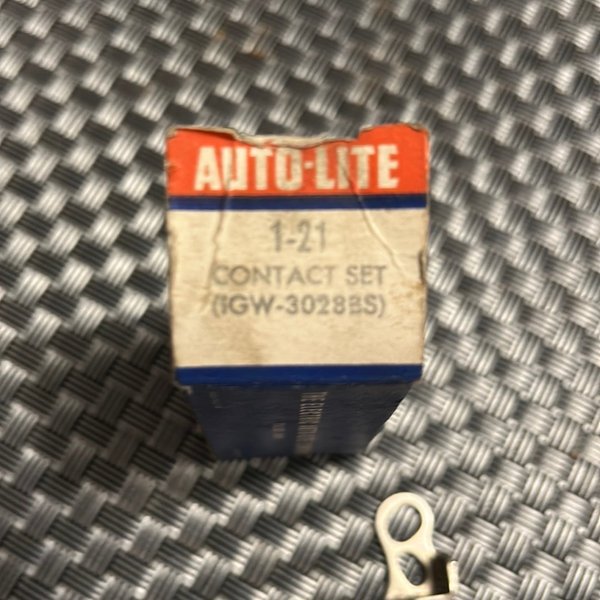 AUTO-LITE
1-21
CONTACT SET
(IGW-3028BS)